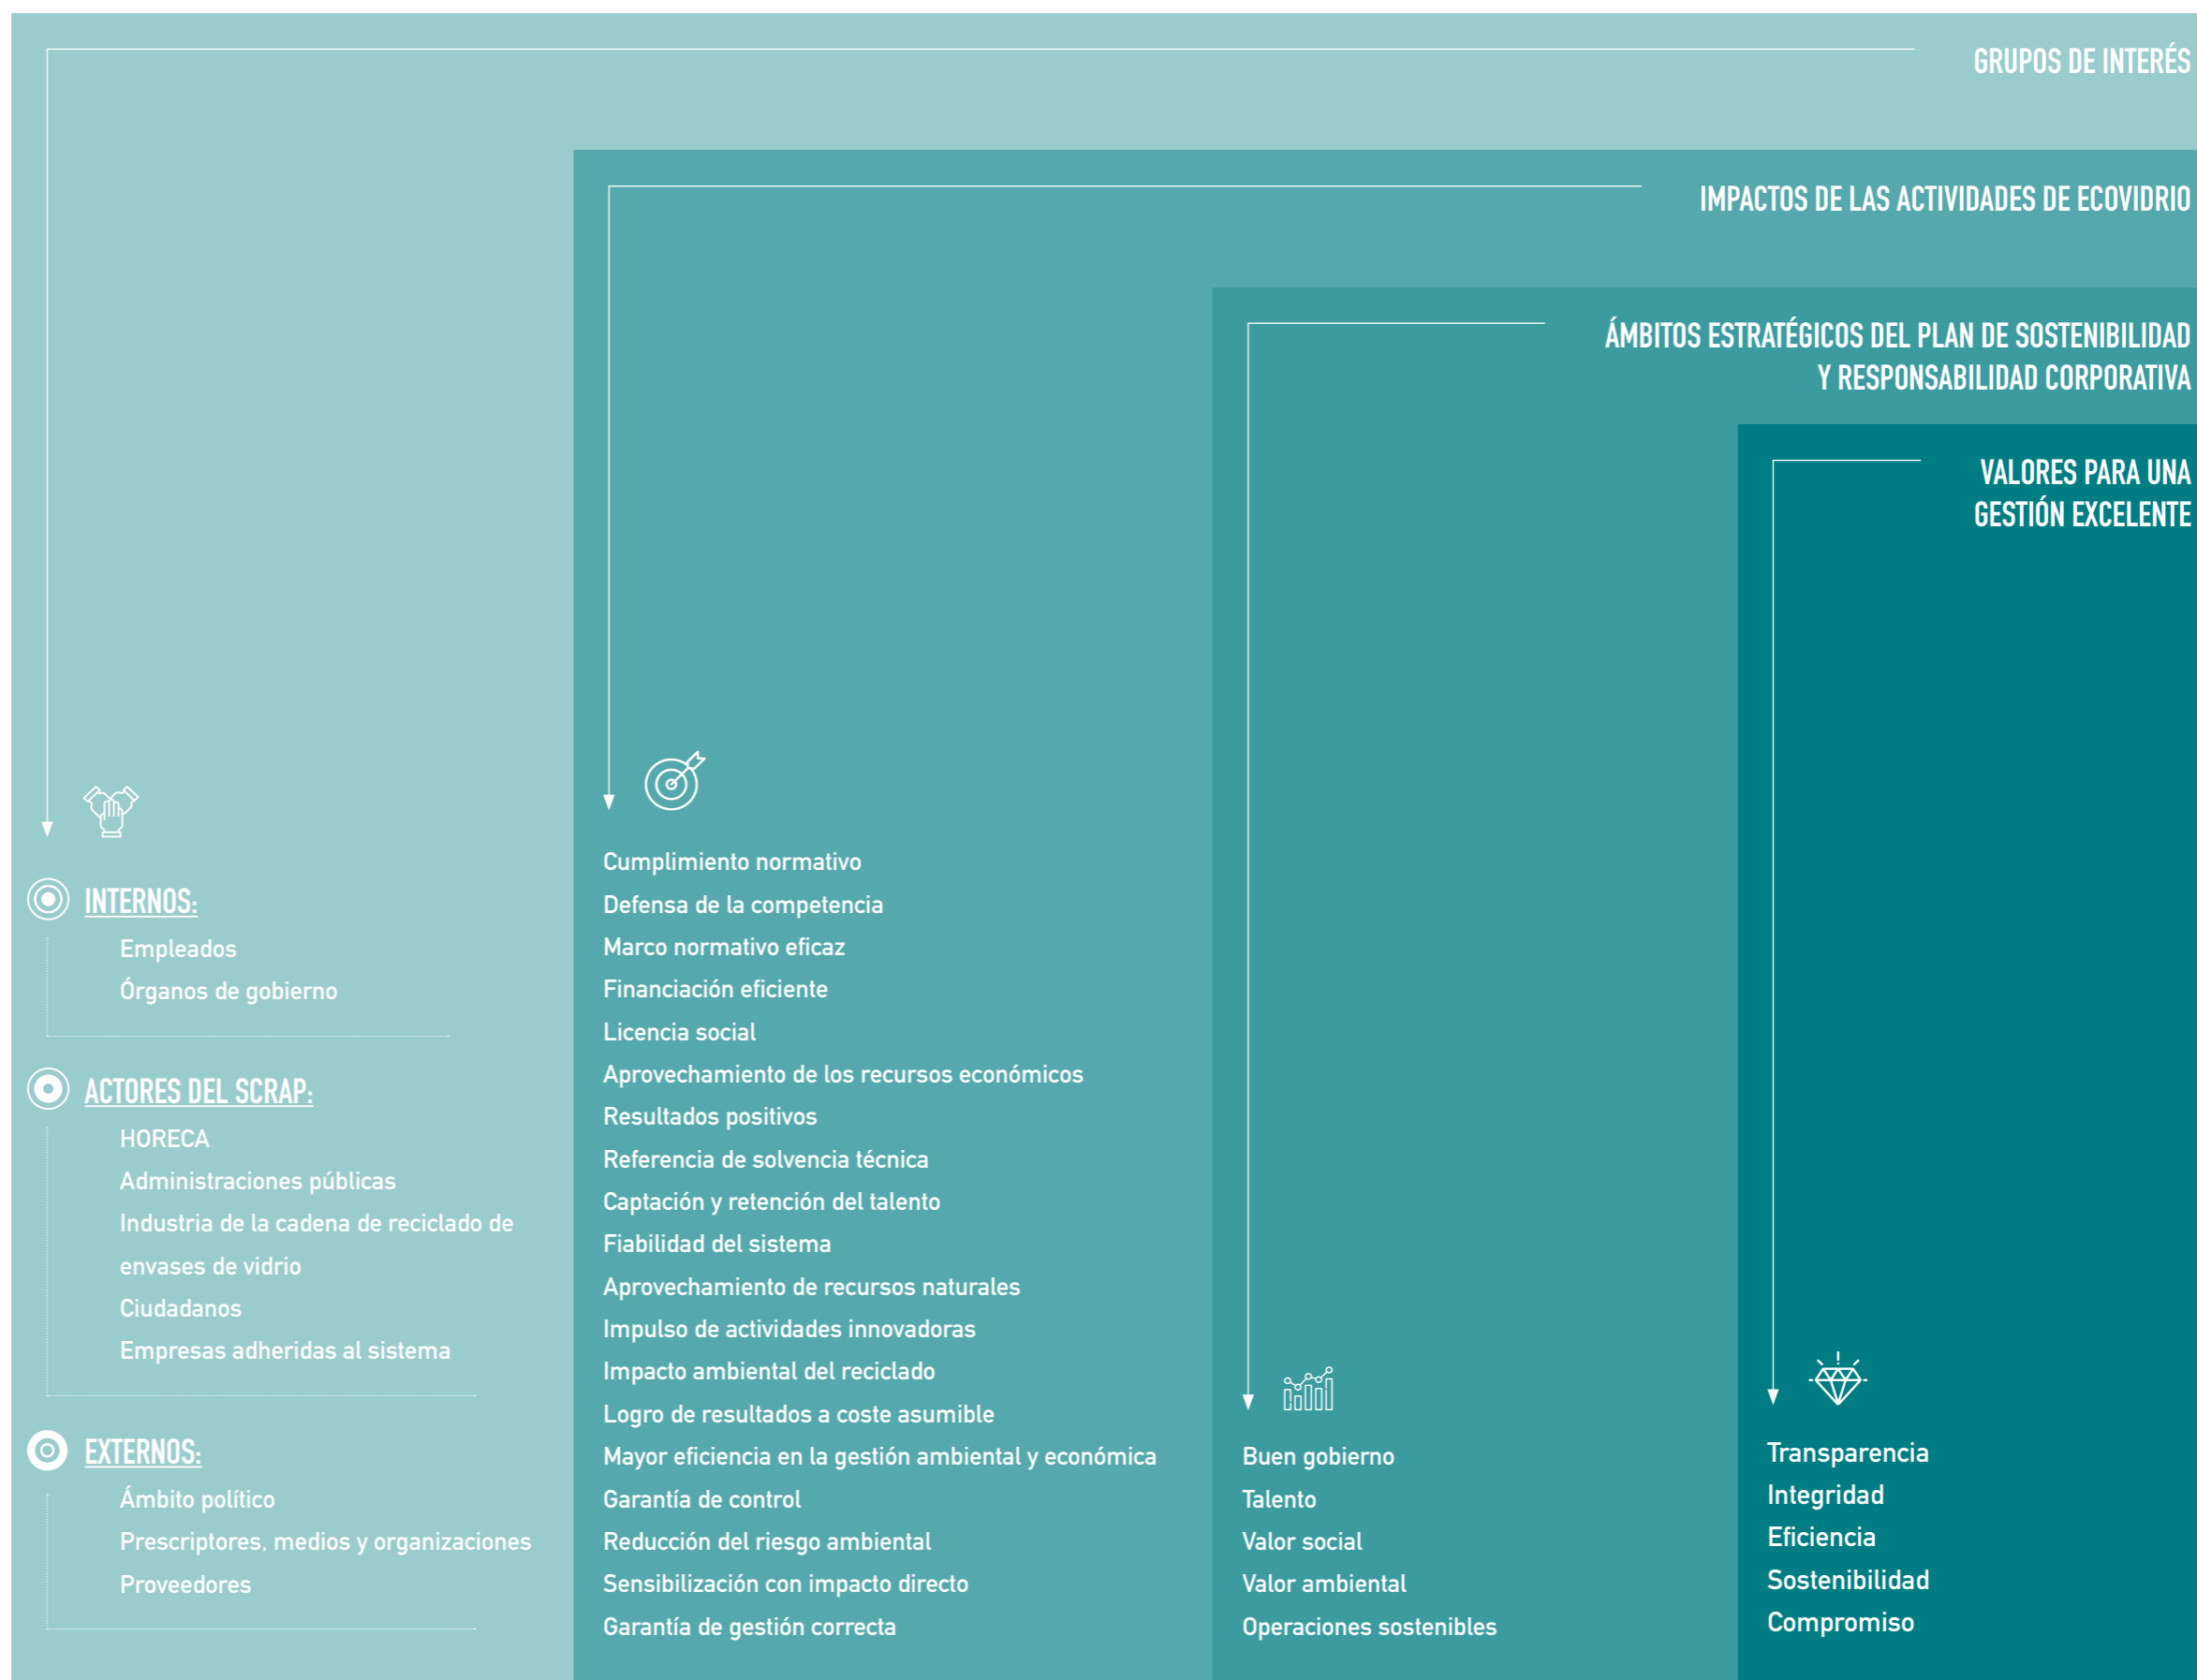 GRUPOS DE INTERÉS
IMPACTOS DE LAS ACTIVIDADES DE ECOVIDRIO
ÁMBITOS ESTRATÉGICOS DEL PLAN DE SOSTENIBILIDAD
Y RESPONSABILIDAD CORPORATIVA
VALORES PARA UNA
GESTIÓN EXCELENTE
INTERNOS:
Empleados
Órganos de gobierno
ACTORES DEL SCRAP:
HORECA
Administraciones públicas
Industria de la cadena de reciclado de
envases de vidrio
Ciudadanos
Empresas adheridas al sistema
EXTERNOS:
Ámbito político
Prescriptores, medios y organizaciones
Proveedores
Cumplimiento normativo
Defensa de la competencia
Marco normativo eficaz
Financiación eficiente
Licencia social
Aprovechamiento de los recursos económicos
Resultados positivos
Referencia de solvencia técnica
Captación y retención del talento
Fiabilidad del sistema
Aprovechamiento de recursos naturales
Impulso de actividades innovadoras
Impacto ambiental del reciclado
Logro de resultados a coste asumible
Mayor eficiencia en la gestión ambiental y económica
Garantía de control
Reducción del riesgo ambiental
Sensibilización con impacto directo
Garantía de gestión correcta
Buen gobierno
Talento
Valor social
Valor ambiental
Operaciones sostenibles
Transparencia
Integridad
Eficiencia
Sostenibilidad
Compromiso